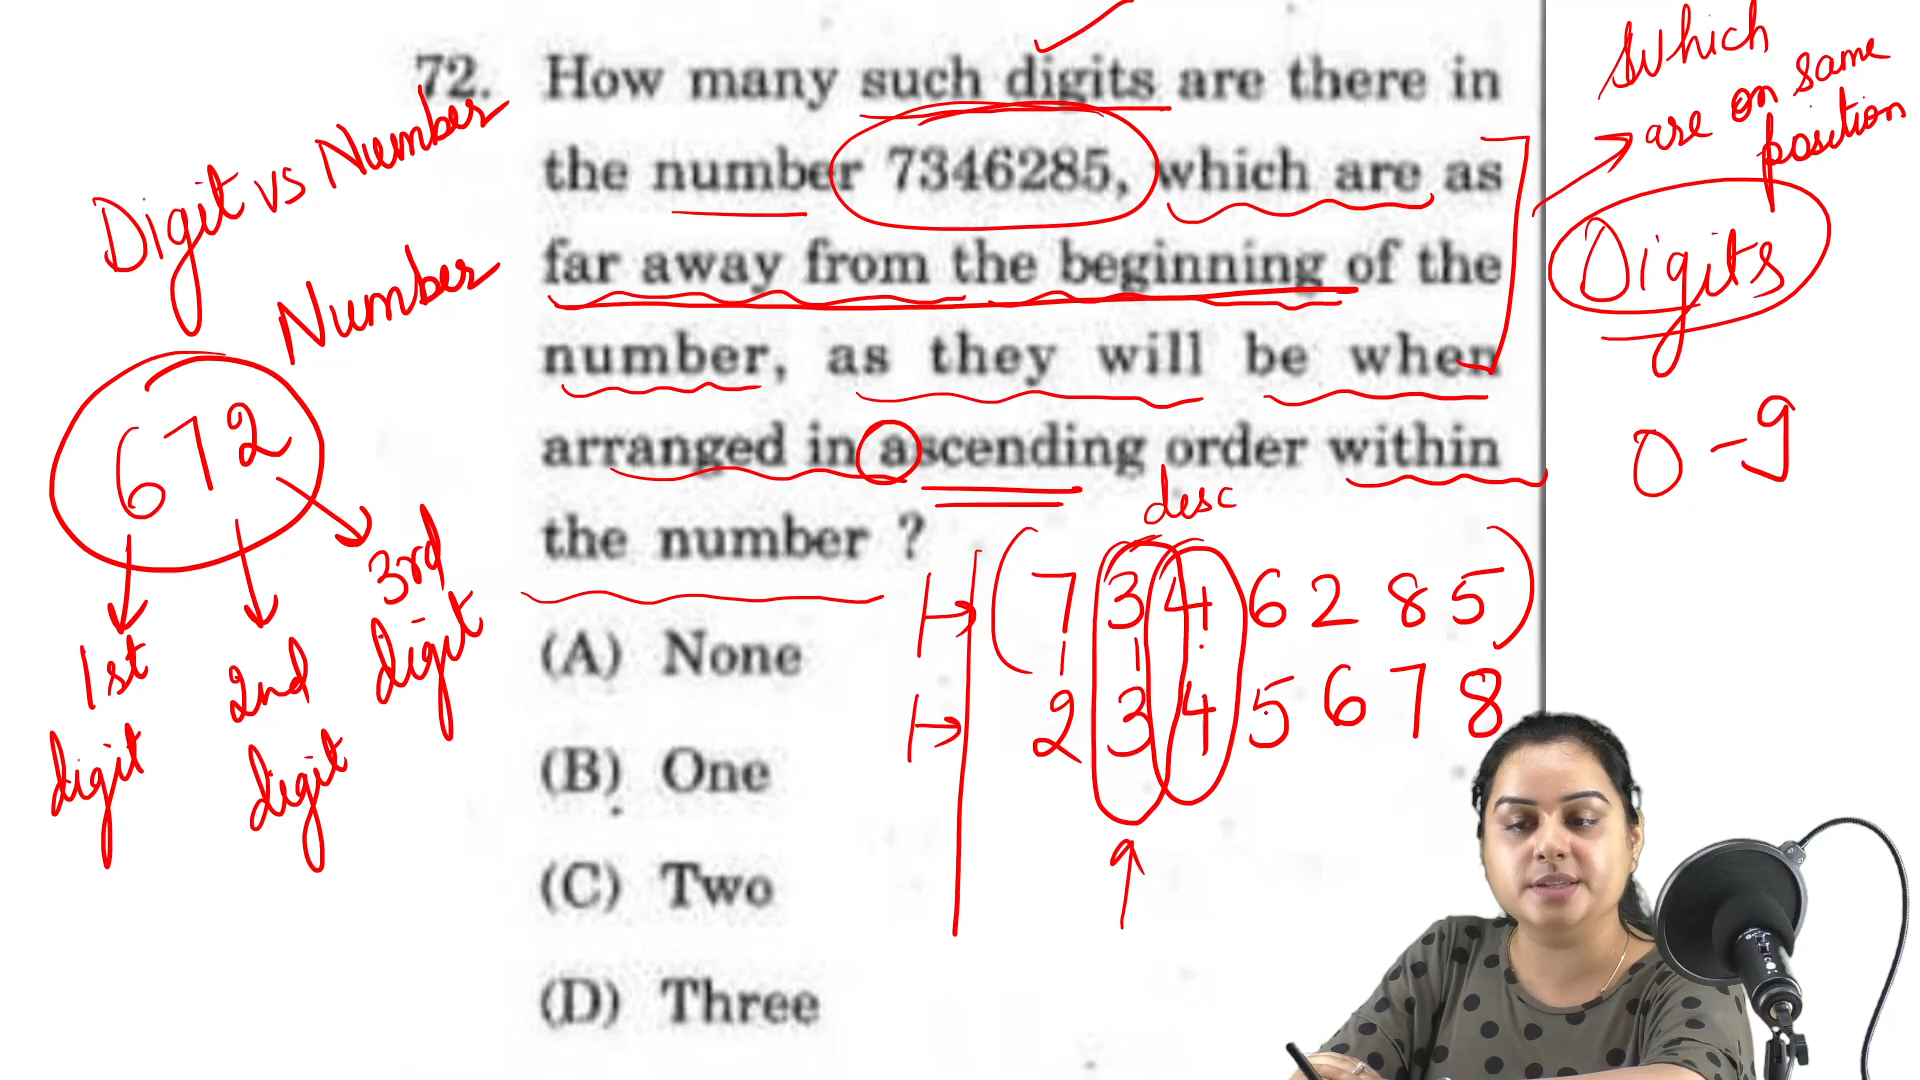 72. How many such digits are there in
the number 7346285, which are as
far away from the beginning of the
number, as they will be when
arranged in ascending order within
the number ?
(A) None
(B) One
(C) Two
(D) Three
Digit vs Number
Number
672
1st
digit
2nd
digit
3rd
digit
Which
are on same
position
Digits
0-9
desc
(7346285)
2345678